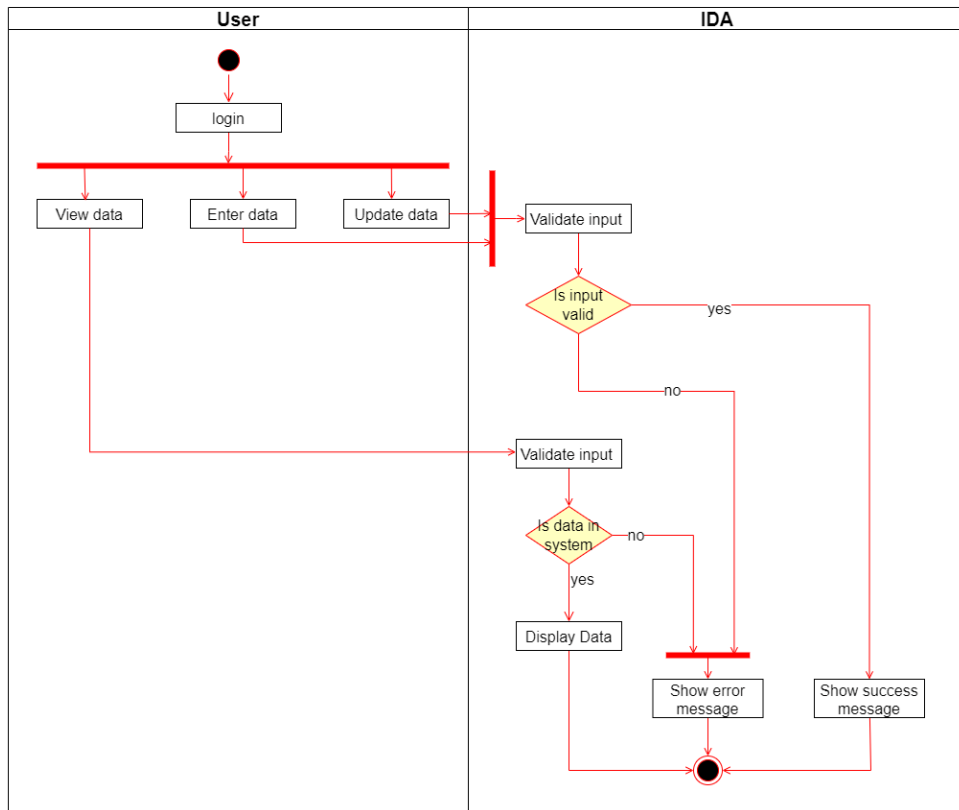 User
IDA
login
View data
Enter data
Update data
Validate input
Is input
valid
yes
no
Validate input
Is data in
system
no
yes
Display Data
Show error
message
Show success
message